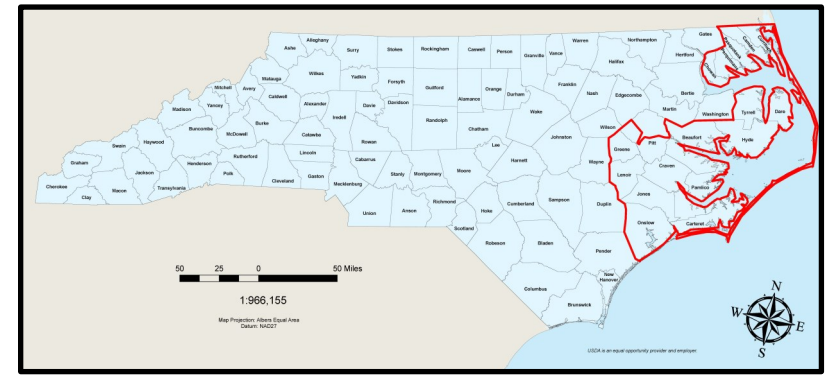 Alleghany
Ashe
Surry
Stokes
Rockingham
Caswell
Person
Granville
Vance
Warren
Northampton
Gates
Hertford
Halifax
Camden
Currituck
Pasquotank
Perquimans
Chowan
Watauga
Wilkes
Yadkin
Forsyth
Guilford
Alamance
Orange
Durham
Franklin
Nash
Edgecombe
Bertie
Martin
Washington
Tyrrell
Dare
Mitchell
Avery
Caldwell
Alexander
Iredell
Davie
Davidson
Randolph
Chatham
Wake
Johnston
Wilson
Greene
Pitt
Beaufort
Hyde
Madison
Yancey
Burke
Catawba
Rowan
Buncombe
McDowell
Haywood
Swain
Graham
Lincoln
Cabarrus
Lee
Harnett
Wayne
Lenoir
Craven
Pamlico
Rutherford
Henderson
Jackson
Cherokee
Clay
Macon
Transylvania
Polk
Cleveland
Gaston
Mecklenburg
Stanly
Montgomery
Moore
Jones
Union
Anson
Richmond
Hoke
Cumberland
Sampson
Duplin
Onslow
Carteret
Scotland
Robeson
Bladen
Pender
New
Hanover
Columbus
Brunswick
50 25 0 50 Miles
1:966,155
Map Projection: Albers Equal Area
Datum: NAD27
N
W
E
S
USDA is an equal opportunity provider and employer.